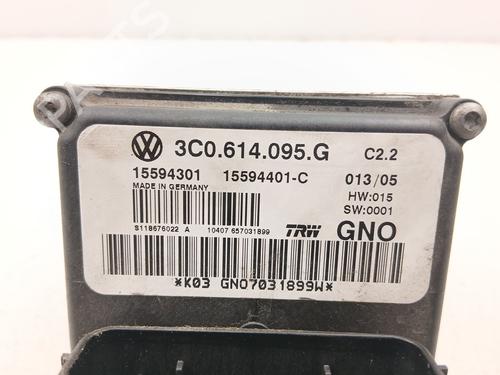 3C0.614.095.G C2.2
15594301 15594401-C 013/05
MADE IN GERMANY HW:015
SW:0001
S118676022 A 10407 657031899 TRW GNO
*K03 GNO7031899W*